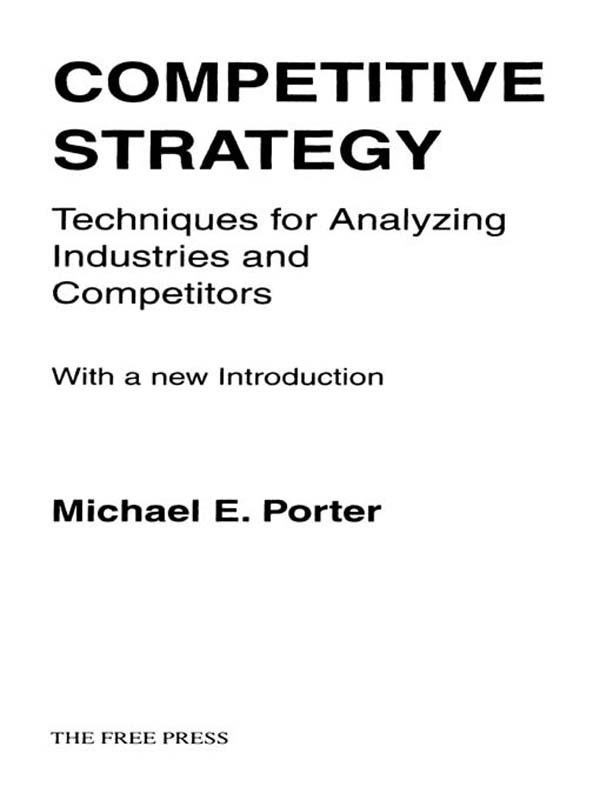 COMPETITIVE
STRATEGY
Techniques for Analyzing
Industries and
Competitors
With a new Introduction
Michael E. Porter
THE FREE PRESS